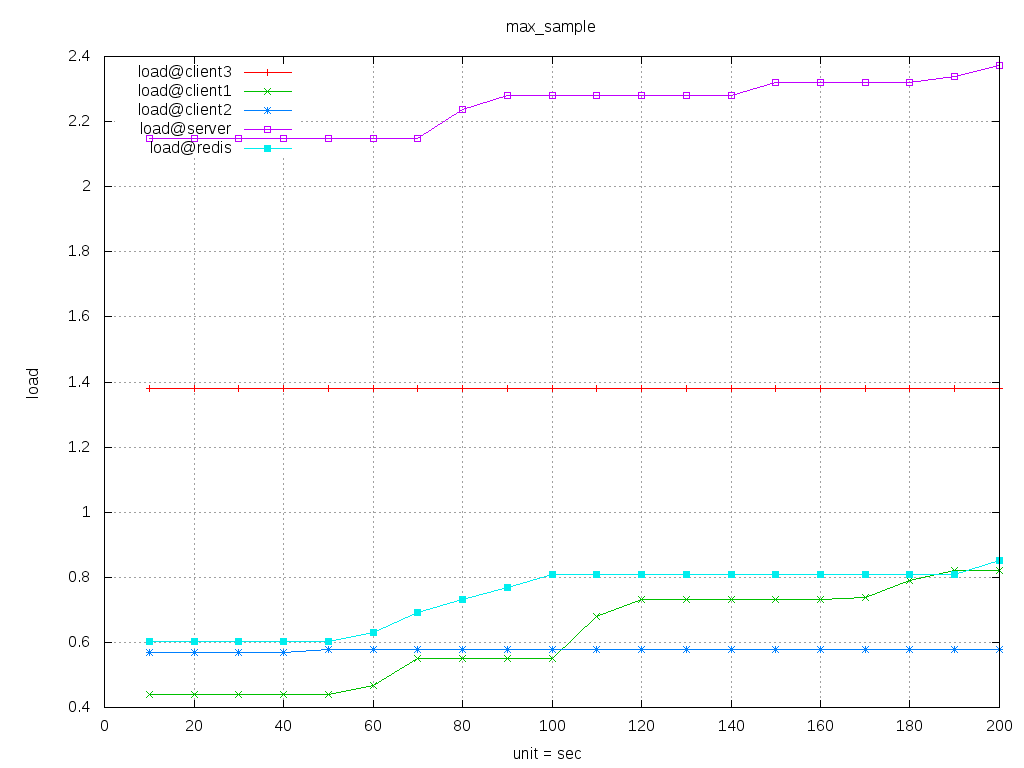 max_sample
2.4
2.2
2
1.8
1.6
1.4
1.2
1
0.8
0.6
0.4
load
load@client3
load@client1
load@client2
load@server
load@redis
0 20 40 60 80 100 120 140 160 180 200
unit = sec